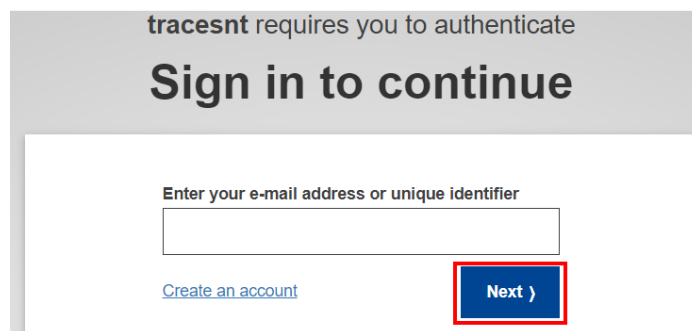 tracesnt requires you to authenticate
Sign in to continue
Enter your e-mail address or unique identifier
Create an account
Next ⟩